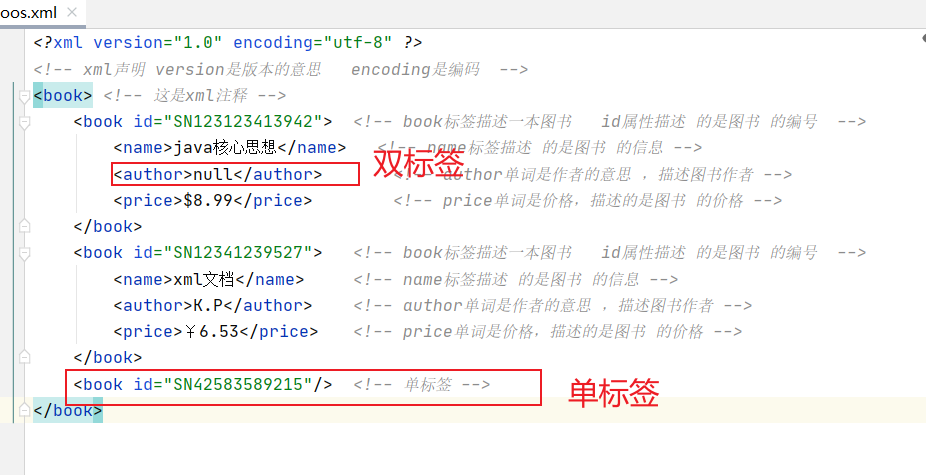 oos.xml
<?xml version="1.0" encoding="utf-8" ?>
<!-- xml声明 version是版本的意思 encoding是编码 -->
<book> <!-- 这是xml注释 -->
<book id="SN123123413942"> <!-- book标签描述一本图书 id属性描述 的是图书 的编号 -->
<name>java核心思想</name> <!-- name标签描述 的是图书 的信息 -->
双标签
<author>null</author> <!-- author单词是作者的意思 ，描述图书作者 -->
<price>$8.99</price> <!-- price单词是价格，描述的是图书 的价格 -->
</book>
<book id="SN12341239527"> <!-- book标签描述一本图书 id属性描述 的是图书 的编号 -->
<name>xml文档</name> <!-- name标签描述 的是图书 的信息 -->
<author>K.P</author> <!-- author单词是作者的意思 ，描述图书作者 -->
<price>￥6.53</price> <!-- price单词是价格，描述的是图书 的价格 -->
</book>
<book id="SN42583589215"/> <!-- 单标签 -->
单标签
</book>